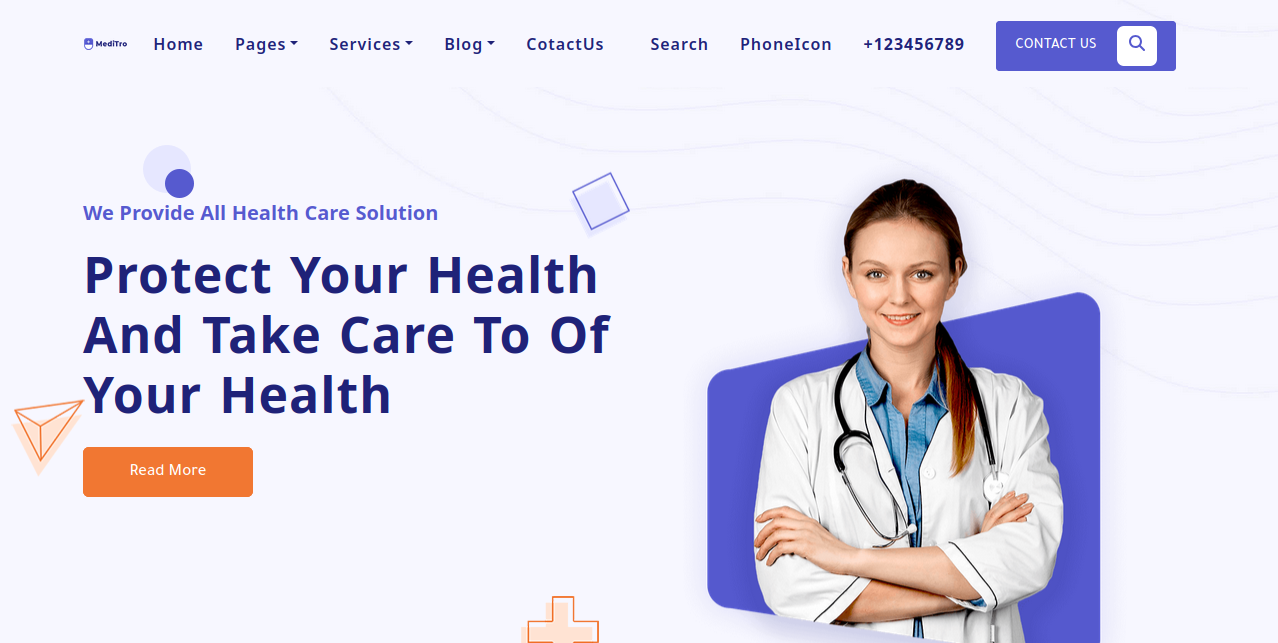 MediTro
Home Pages Services Blog CotactUs Search PhoneIcon +123456789 CONTACT US
We Provide All Health Care Solution
Protect Your Health
And Take Care To Of
Your Health
Read More